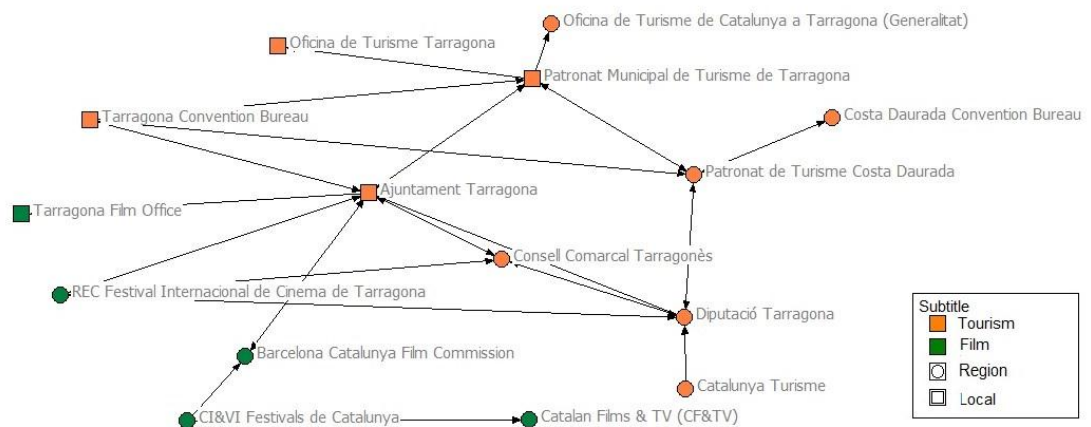 Oficina de Turisme de Catalunya a Tarragona (Generalitat)
Oficina de Turisme Tarragona
Patronat Municipal de Turisme de Tarragona
Tarragona Convention Bureau
Costa Daurada Convention Bureau
Patronat de Turisme Costa Daurada
Ajuntament Tarragona
Tarragona Film Office
Consell Comarcal Tarragonès
REC Festival Internacional de Cinema de Tarragona
Diputació Tarragona
Barcelona Catalunya Film Commission
Catalunya Turisme
CI&VI Festivals de Catalunya
Catalan Films & TV (CF&TV)
Subtitle
Tourism
Film
Region
Local